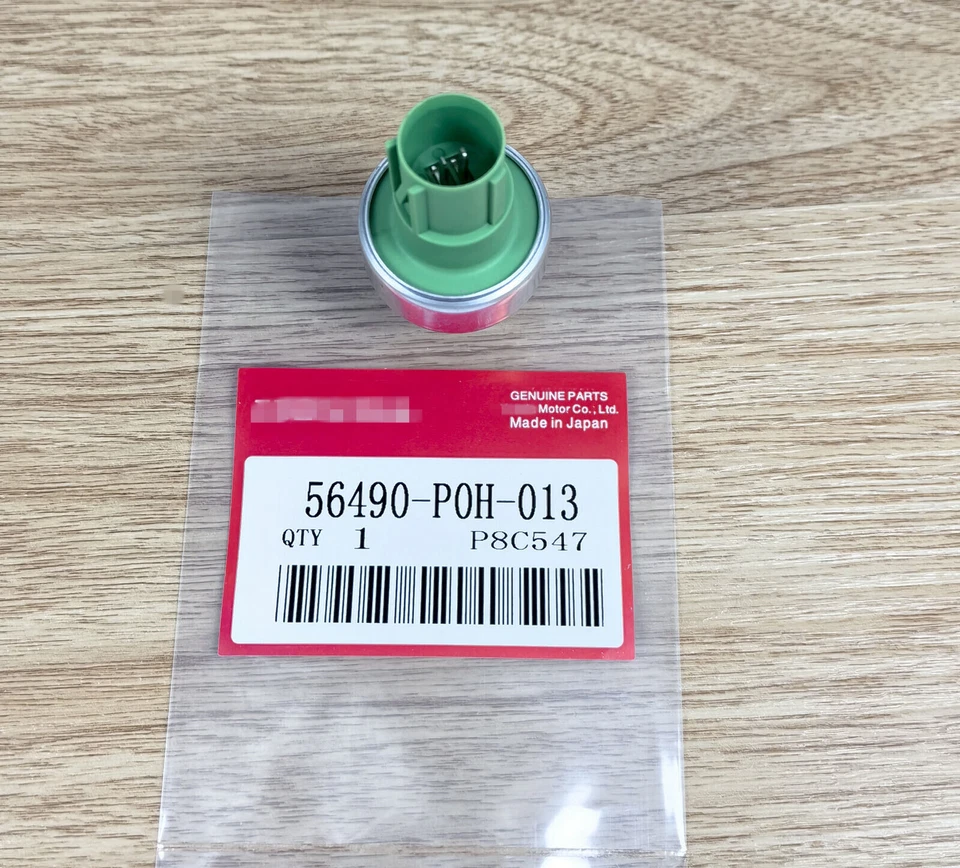 GENUINE PARTS
Motor Co., Ltd.
Made in Japan
56490-P0H-013
QTY 1 P8C547